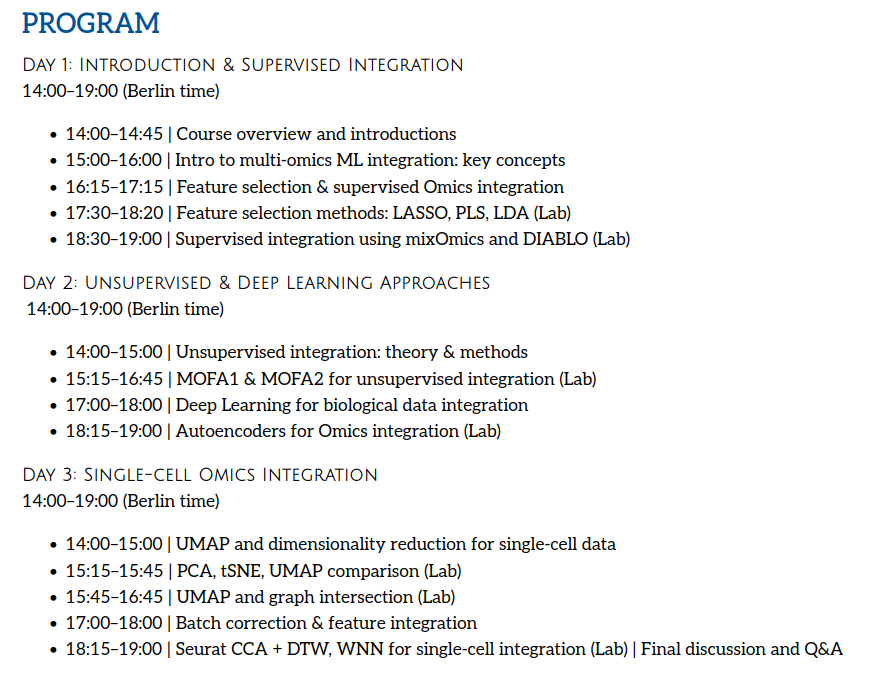 PROGRAM
Day 1: Introduction & Supervised Integration
14:00–19:00 (Berlin time)
• 14:00–14:45 | Course overview and introductions
• 15:00–16:00 | Intro to multi-omics ML integration: key concepts
• 16:15–17:15 | Feature selection & supervised Omics integration
• 17:30–18:20 | Feature selection methods: LASSO, PLS, LDA (Lab)
• 18:30–19:00 | Supervised integration using mixOmics and DIABLO (Lab)
Day 2: Unsupervised & Deep Learning Approaches
14:00–19:00 (Berlin time)
• 14:00–15:00 | Unsupervised integration: theory & methods
• 15:15–16:45 | MOFA1 & MOFA2 for unsupervised integration (Lab)
• 17:00–18:00 | Deep Learning for biological data integration
• 18:15–19:00 | Autoencoders for Omics integration (Lab)
Day 3: Single-cell Omics Integration
14:00–19:00 (Berlin time)
• 14:00–15:00 | UMAP and dimensionality reduction for single-cell data
• 15:15–15:45 | PCA, tSNE, UMAP comparison (Lab)
• 15:45–16:45 | UMAP and graph intersection (Lab)
• 17:00–18:00 | Batch correction & feature integration
• 18:15–19:00 | Seurat CCA + DTW, WNN for single-cell integration (Lab) | Final discussion and Q&A